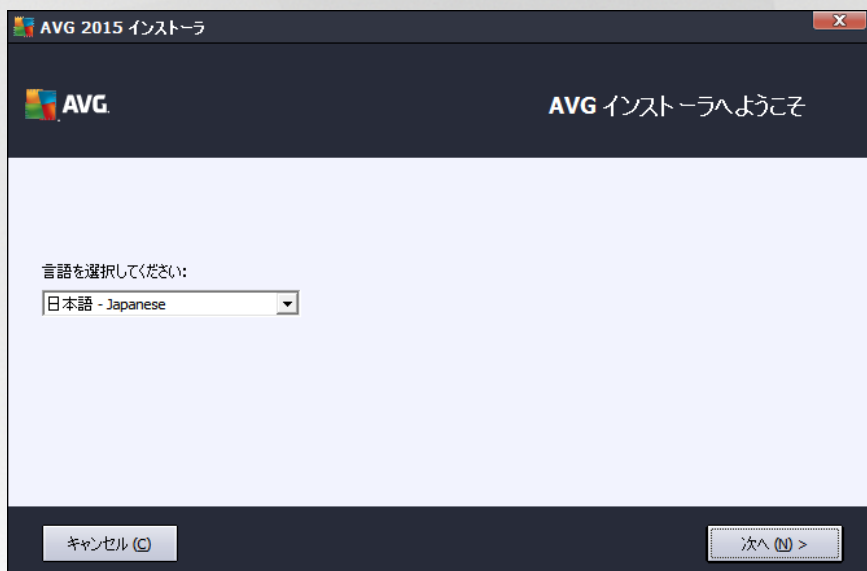 AVG 2015 インストーラ
AVG.
AVG インストーラへようこそ
言語を選択してください:
日本語 - Japanese
キャンセル (C)
次へ (N) >